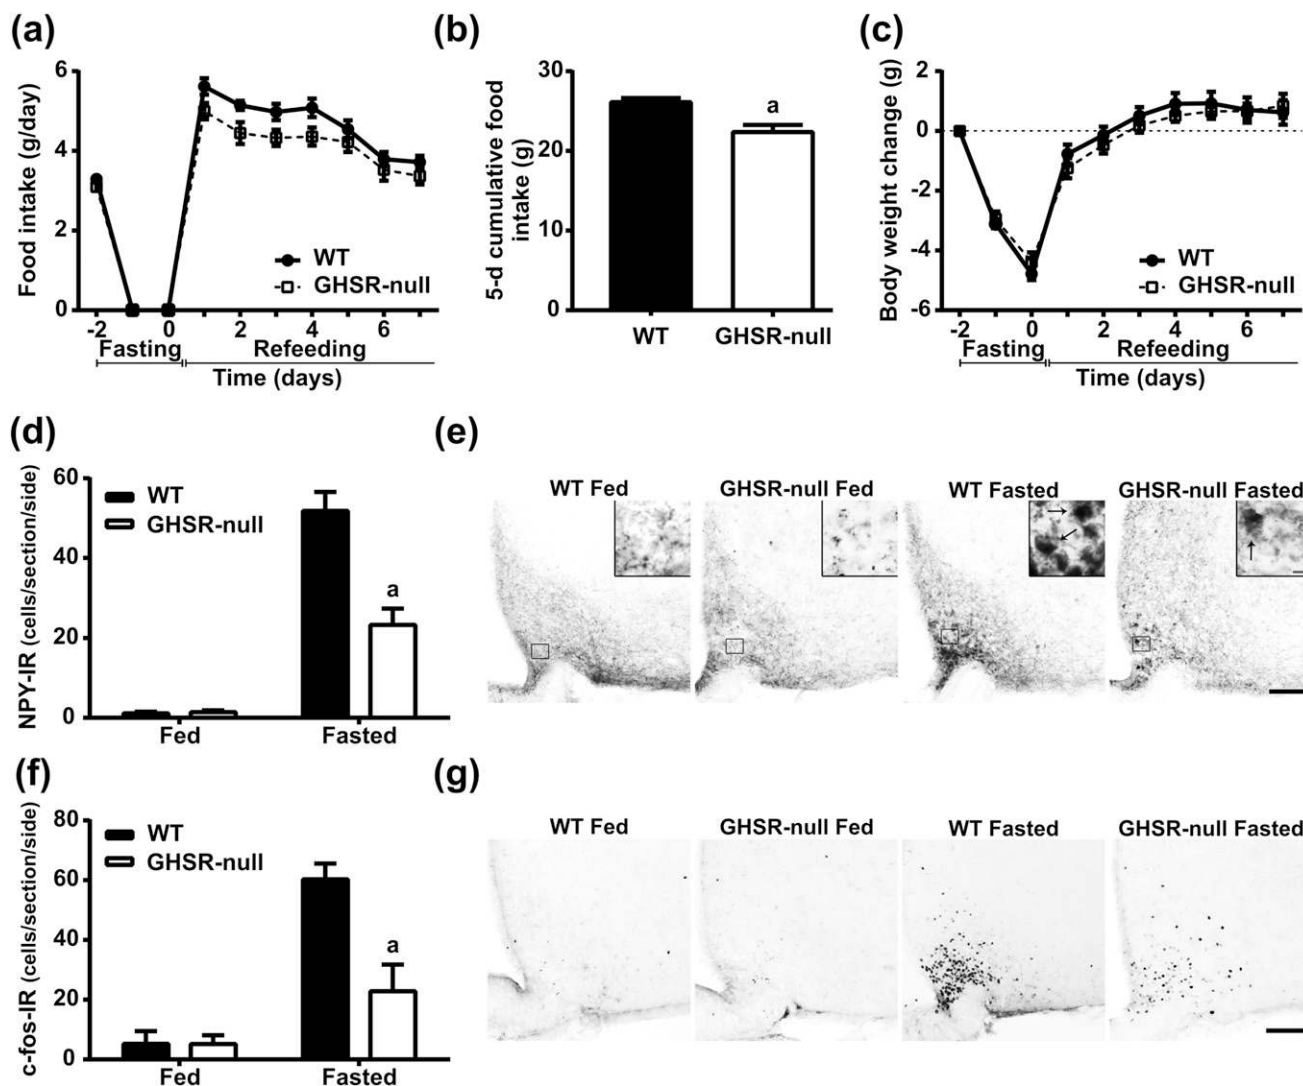 (a)
Food intake (g/day)
6
4
2
0
WT
GHSR-null
-2 0 2 4 6
Fasting Refeeding
Time (days)
(b)
5-d cumulative food
intake (g)
30
20
10
0
a
WT GHSR-null
(c)
Body weight change (g)
2
0
-2
-4
-6
WT
GHSR-null
-2 0 2 4 6
Fasting Refeeding
Time (days)
(d)
NPY-IR (cells/section/side)
60
40
20
0
WT
GHSR-null
a
Fed Fasted
(e)
WT Fed GHSR-null Fed WT Fasted GHSR-null Fasted
(f)
c-fos-IR (cells/section/side)
80
60
40
20
0
WT
GHSR-null
a
Fed Fasted
(g)
WT Fed GHSR-null Fed WT Fasted GHSR-null Fasted